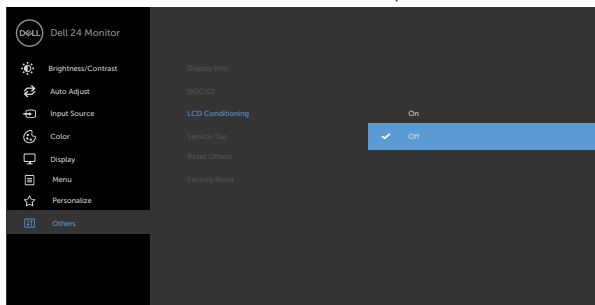 DELL
Dell 24 Monitor
Brightness/Contrast
Auto Adjust
Input Source
Color
Display
Menu
Personalize
Others
Display Info
DDC/CI
LCD Conditioning
Service Tag
Reset Others
Factory Reset
On
Off